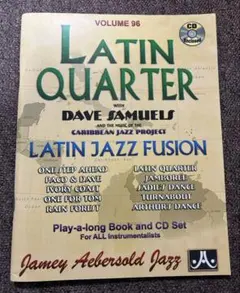 VOLUME 96
CD
LATIN
QUARTER
WITH
DAVE SAMUELS
AND THE MUSIC OF THE
CARIBBEAN JAZZ PROJECT
LATIN JAZZ FUSION
ONE STEP AHEAD
PACO & DAVE
IVORY COAST
ONE FOR TOM
RAIN FOREST
LATIN QUARTER
JAMBOREE
JADE'S DANCE
TURNABOUT
ARTHUR'S DANCE
Play-a-long Book and CD Set
For ALL Instrumentalists
Jamey Aebersold Jazz
JA